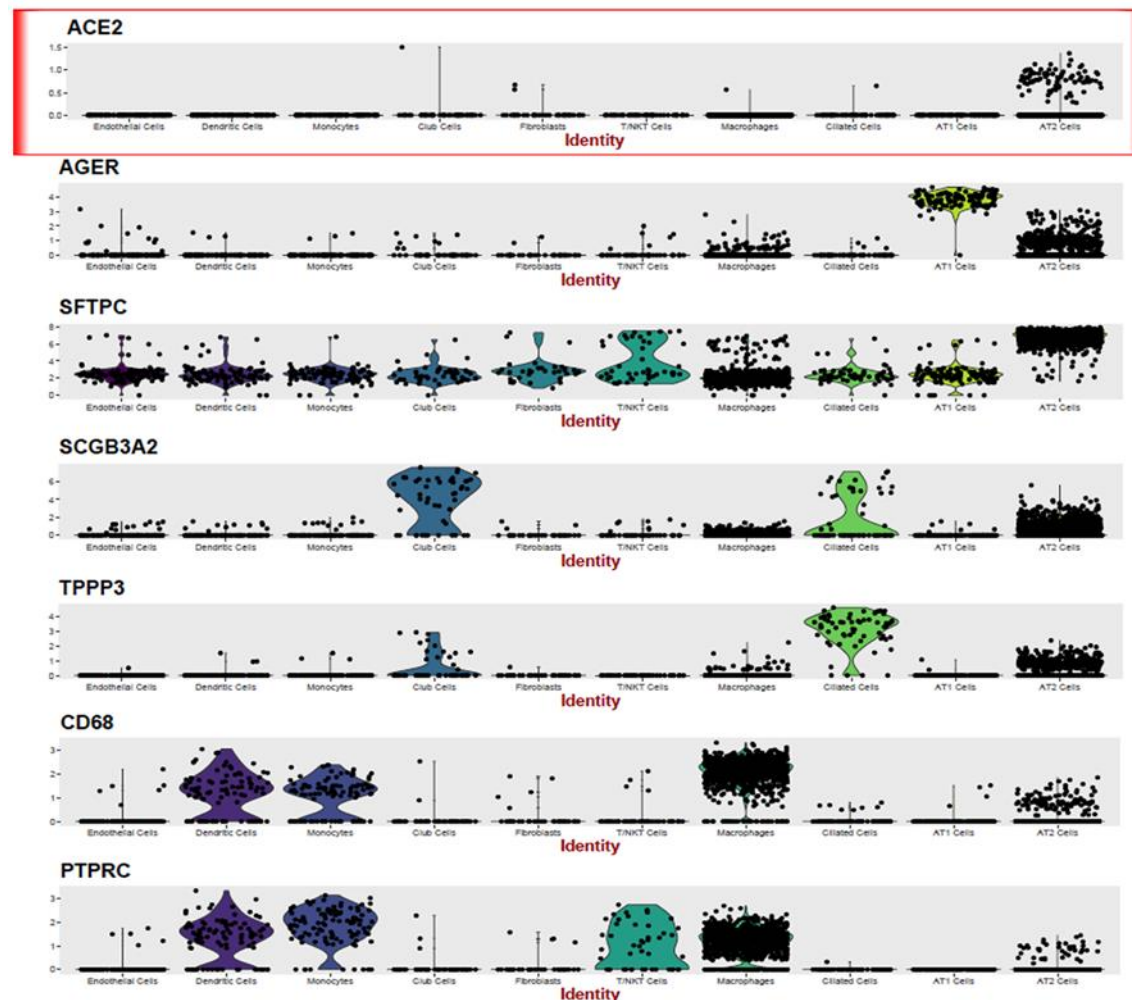 ACE2
1.5
1.0
0.5
0.0
Endothelial Cells Dendritic Cells Monocytes Club Cells Fibroblasts T/NKT Cells Macrophages Ciliated Cells AT1 Cells AT2 Cells
Identity
AGER
4
3
2
1
0
Endothelial Cells Dendritic Cells Monocytes Club Cells Fibroblasts T/NKT Cells Macrophages Ciliated Cells AT1 Cells AT2 Cells
Identity
SFTPC
8
6
4
2
0
Endothelial Cells Dendritic Cells Monocytes Club Cells Fibroblasts T/NKT Cells Macrophages Ciliated Cells AT1 Cells AT2 Cells
Identity
SCGB3A2
6
4
2
0
Endothelial Cells Dendritic Cells Monocytes Club Cells Fibroblasts T/NKT Cells Macrophages Ciliated Cells AT1 Cells AT2 Cells
Identity
TPPP3
4
3
2
1
0
Endothelial Cells Dendritic Cells Monocytes Club Cells Fibroblasts T/NKT Cells Macrophages Ciliated Cells AT1 Cells AT2 Cells
Identity
CD68
3
2
1
0
Endothelial Cells Dendritic Cells Monocytes Club Cells Fibroblasts T/NKT Cells Macrophages Ciliated Cells AT1 Cells AT2 Cells
Identity
PTPRC
3
2
1
0
Endothelial Cells Dendritic Cells Monocytes Club Cells Fibroblasts T/NKT Cells Macrophages Ciliated Cells AT1 Cells AT2 Cells
Identity